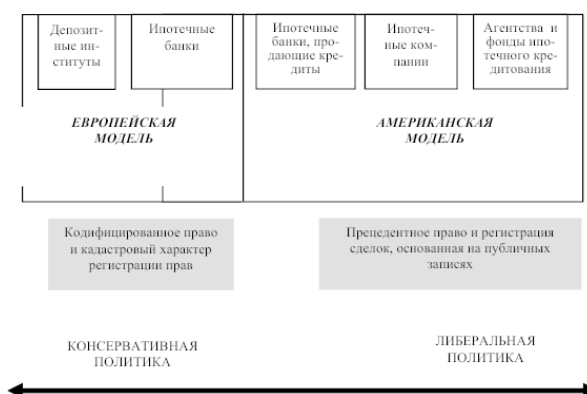 Депозит-
ные ин-
ституты
Ипотечные
банки
Ипотечные
банки, про-
дающие кре-
диты
Ипотеч-
ные ком-
пании
Агентства и
фонды ипо-
течного кре-
дитования
ЕВРОПЕЙСКАЯ
МОДЕЛЬ
АМЕРИКАНСКАЯ
МОДЕЛЬ
Кодифицированное право
и кадастровый характер
регистрации прав
Прецедентное право и регистрация
сделок, основанная на публичных
записях
КОНСЕРВАТИВНАЯ
ПОЛИТИКА
ЛИБЕРАЛЬНАЯ
ПОЛИТИКА